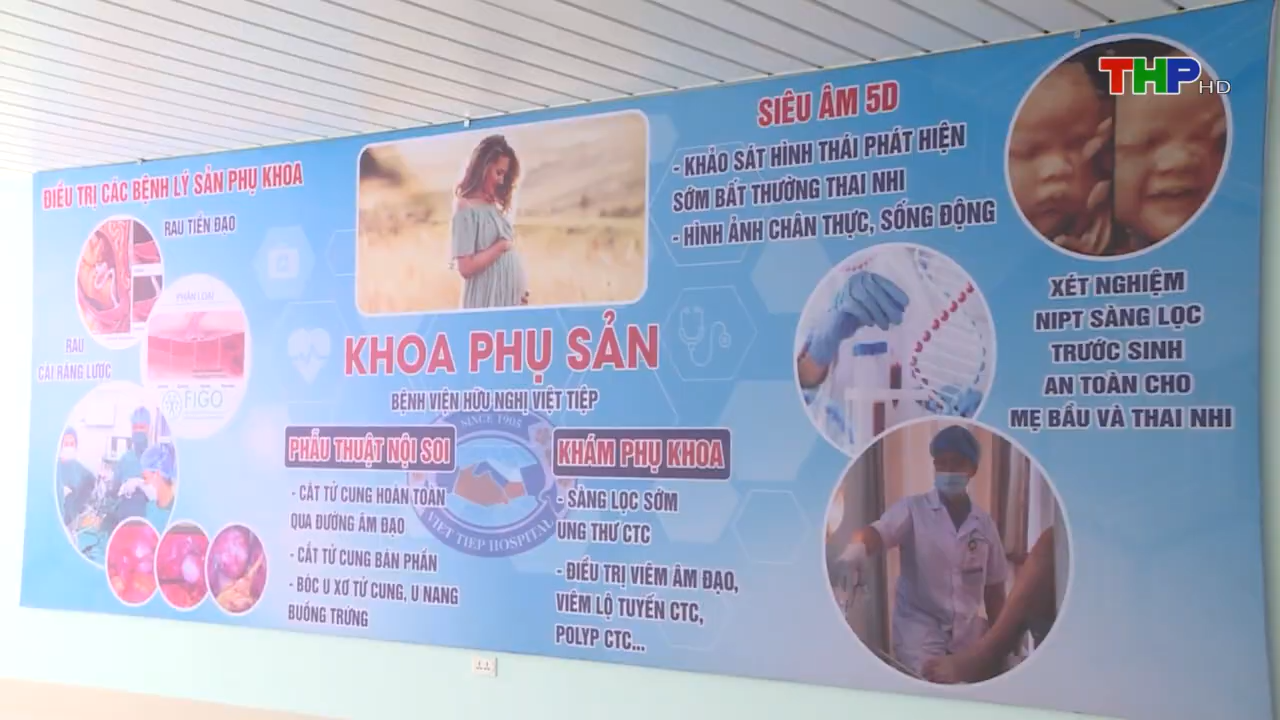 THP HD
ĐIỀU TRỊ CÁC BỆNH LÝ SẢN PHỤ KHOA
RAU TIỀN ĐẠO
PHÂN LOẠI
RAU
CÀI RĂNG LƯỢC
FIGO
KHOA PHỤ SẢN
BỆNH VIỆN HỮU NGHỊ VIỆT TIỆP
SINCE 1905
VIET TIEP HOSPITAL
PHẪU THUẬT NỘI SOI
- CẮT TỬ CUNG HOÀN TOÀN
QUA ĐƯỜNG ÂM ĐẠO
- CẮT TỬ CUNG BÁN PHẦN
- BÓC U XƠ TỬ CUNG, U NANG
BUỒNG TRỨNG
KHÁM PHỤ KHOA
- SÀNG LỌC SỚM
UNG THƯ CTC
- ĐIỀU TRỊ VIÊM ÂM ĐẠO,
VIÊM LỘ TUYẾN CTC,
POLYP CTC...
SIÊU ÂM 5D
- KHẢO SÁT HÌNH THÁI PHÁT HIỆN
SỚM BẤT THƯỜNG THAI NHI
- HÌNH ẢNH CHÂN THỰC, SỐNG ĐỘNG
XÉT NGHIỆM
NIPT SÀNG LỌC
TRƯỚC SINH
AN TOÀN CHO
MẸ BẦU VÀ THAI NHI